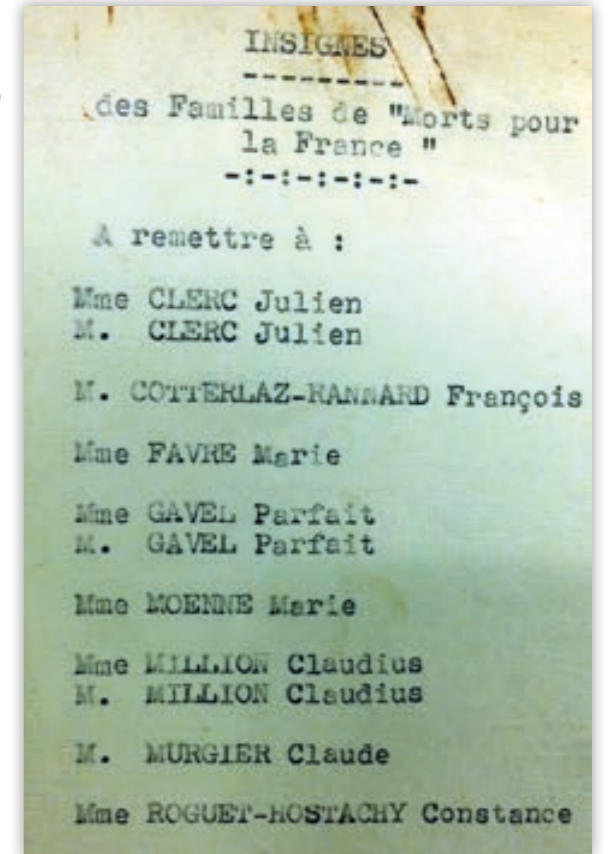 INSIGNES
---------
des Familles de "Morts pour
la France "
-:-:-:-:-:-
A remettre à :
Mme CLERC Julien
M. CLERC Julien
M. COTTERLAZ-RANNARD François
Mme FAVRE Marie
Mme GAVEL Parfait
M. GAVEL Parfait
Mme MOENNE Marie
Mme MILLION Claudius
M. MILLION Claudius
M. MURGIER Claude
Mme ROGUET-HOSTACHY Constance